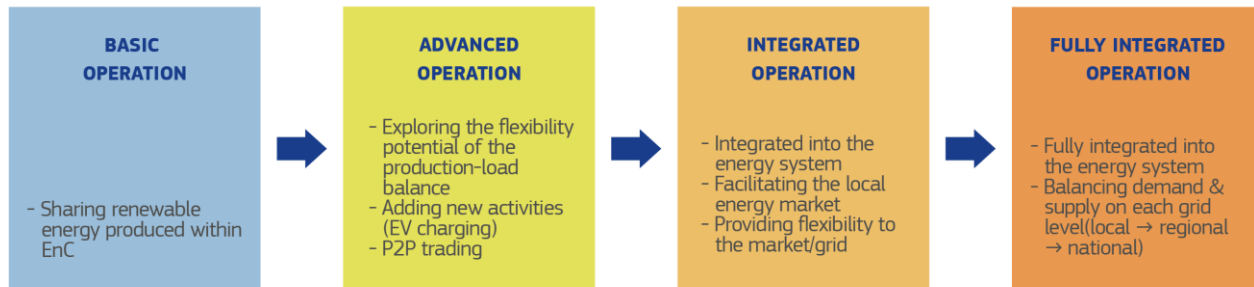 BASIC
OPERATION
- Sharing renewable
energy produced within
EnC
ADVANCED
OPERATION
- Exploring the flexibility
potential of the
production-load
balance
- Adding new activities
(EV charging)
- P2P trading
INTEGRATED
OPERATION
- Integrated into the
energy system
- Facilitating the local
energy market
- Providing flexibility to
the market/grid
FULLY INTEGRATED
OPERATION
- Fully integrated into
the energy system
- Balancing demand &
supply on each grid
level(local → regional
→ national)